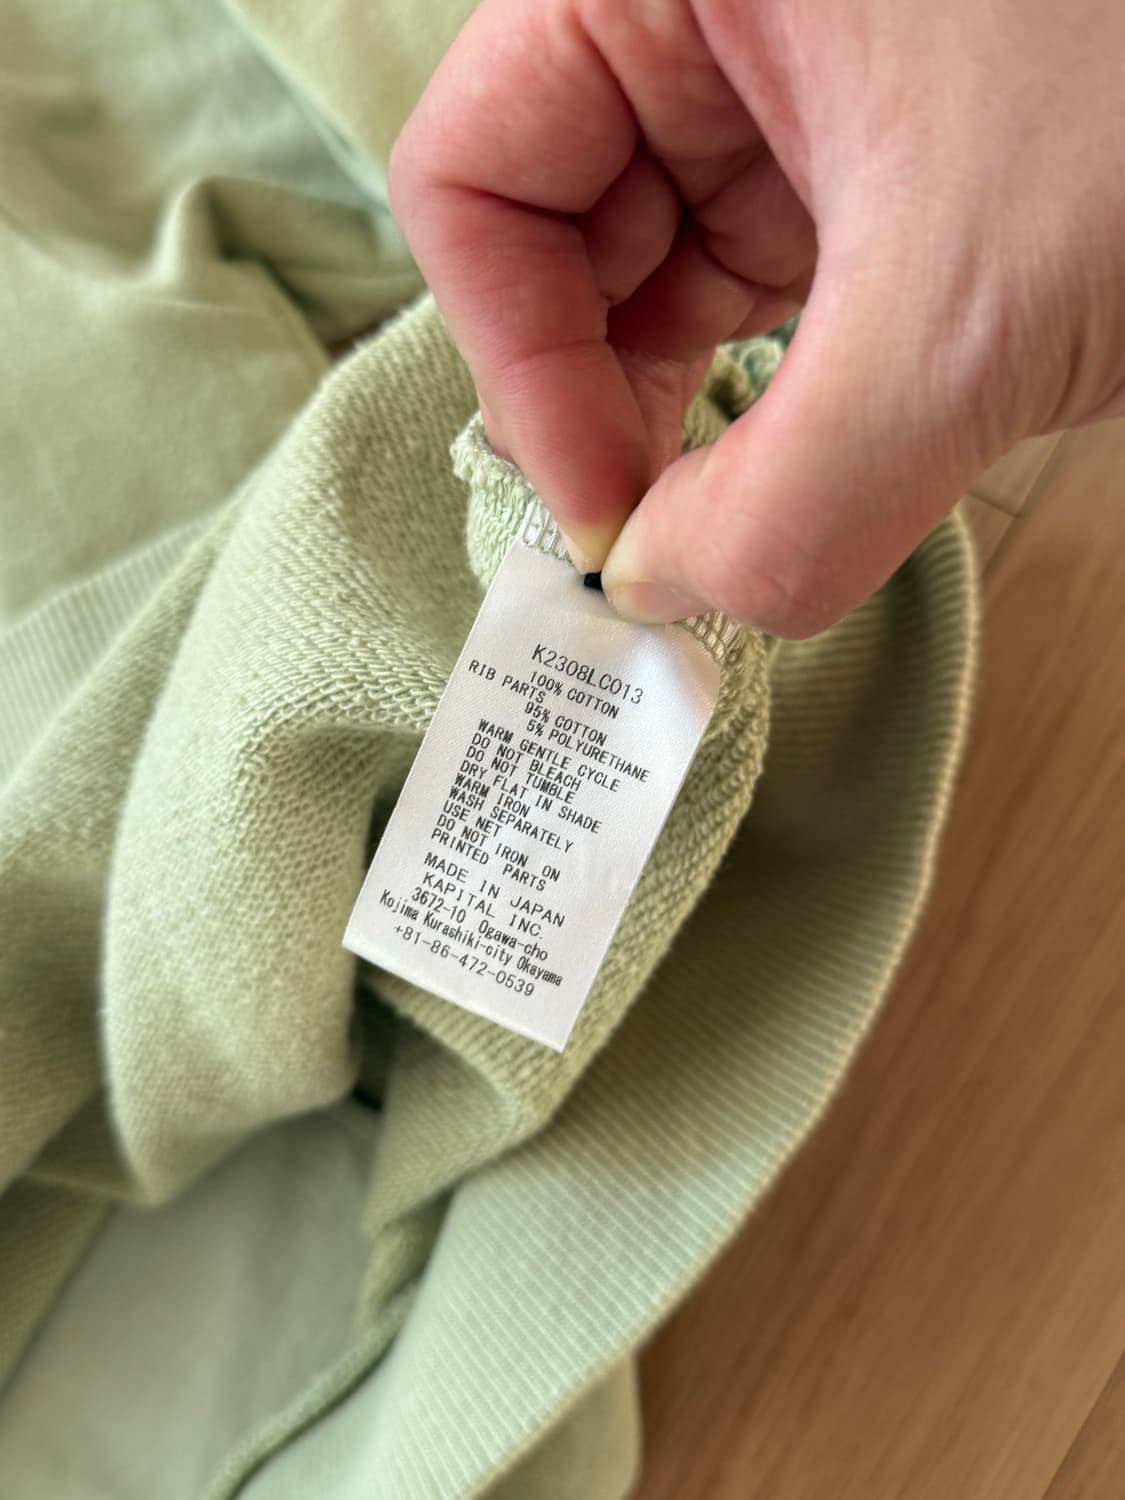 K2308LC013
100% COTTON
RIB PARTS
95% COTTON
5% POLYURETHANE
WARM GENTLE CYCLE
DO NOT BLEACH
DO NOT TUMBLE
DRY FLAT IN SHADE
WARM IRON
WASH SEPARATELY
USE NET
DO NOT IRON ON
PRINTED PARTS
MADE IN JAPAN
KAPITAL INC.
3672-10 Ogawa-cho
Kojima Kurashiki-city Okayama
+81-86-472-0539